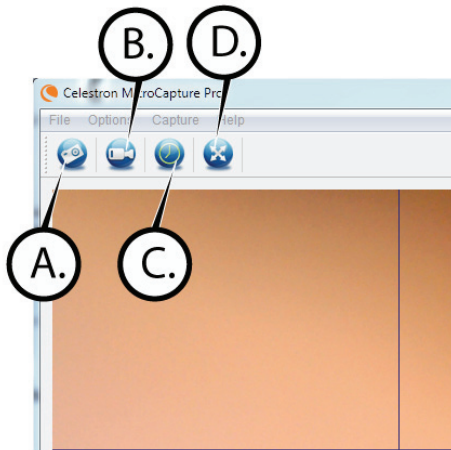 B.
D.
Celestron MicroCapture Pro
File Options Capture Help
A.
C.